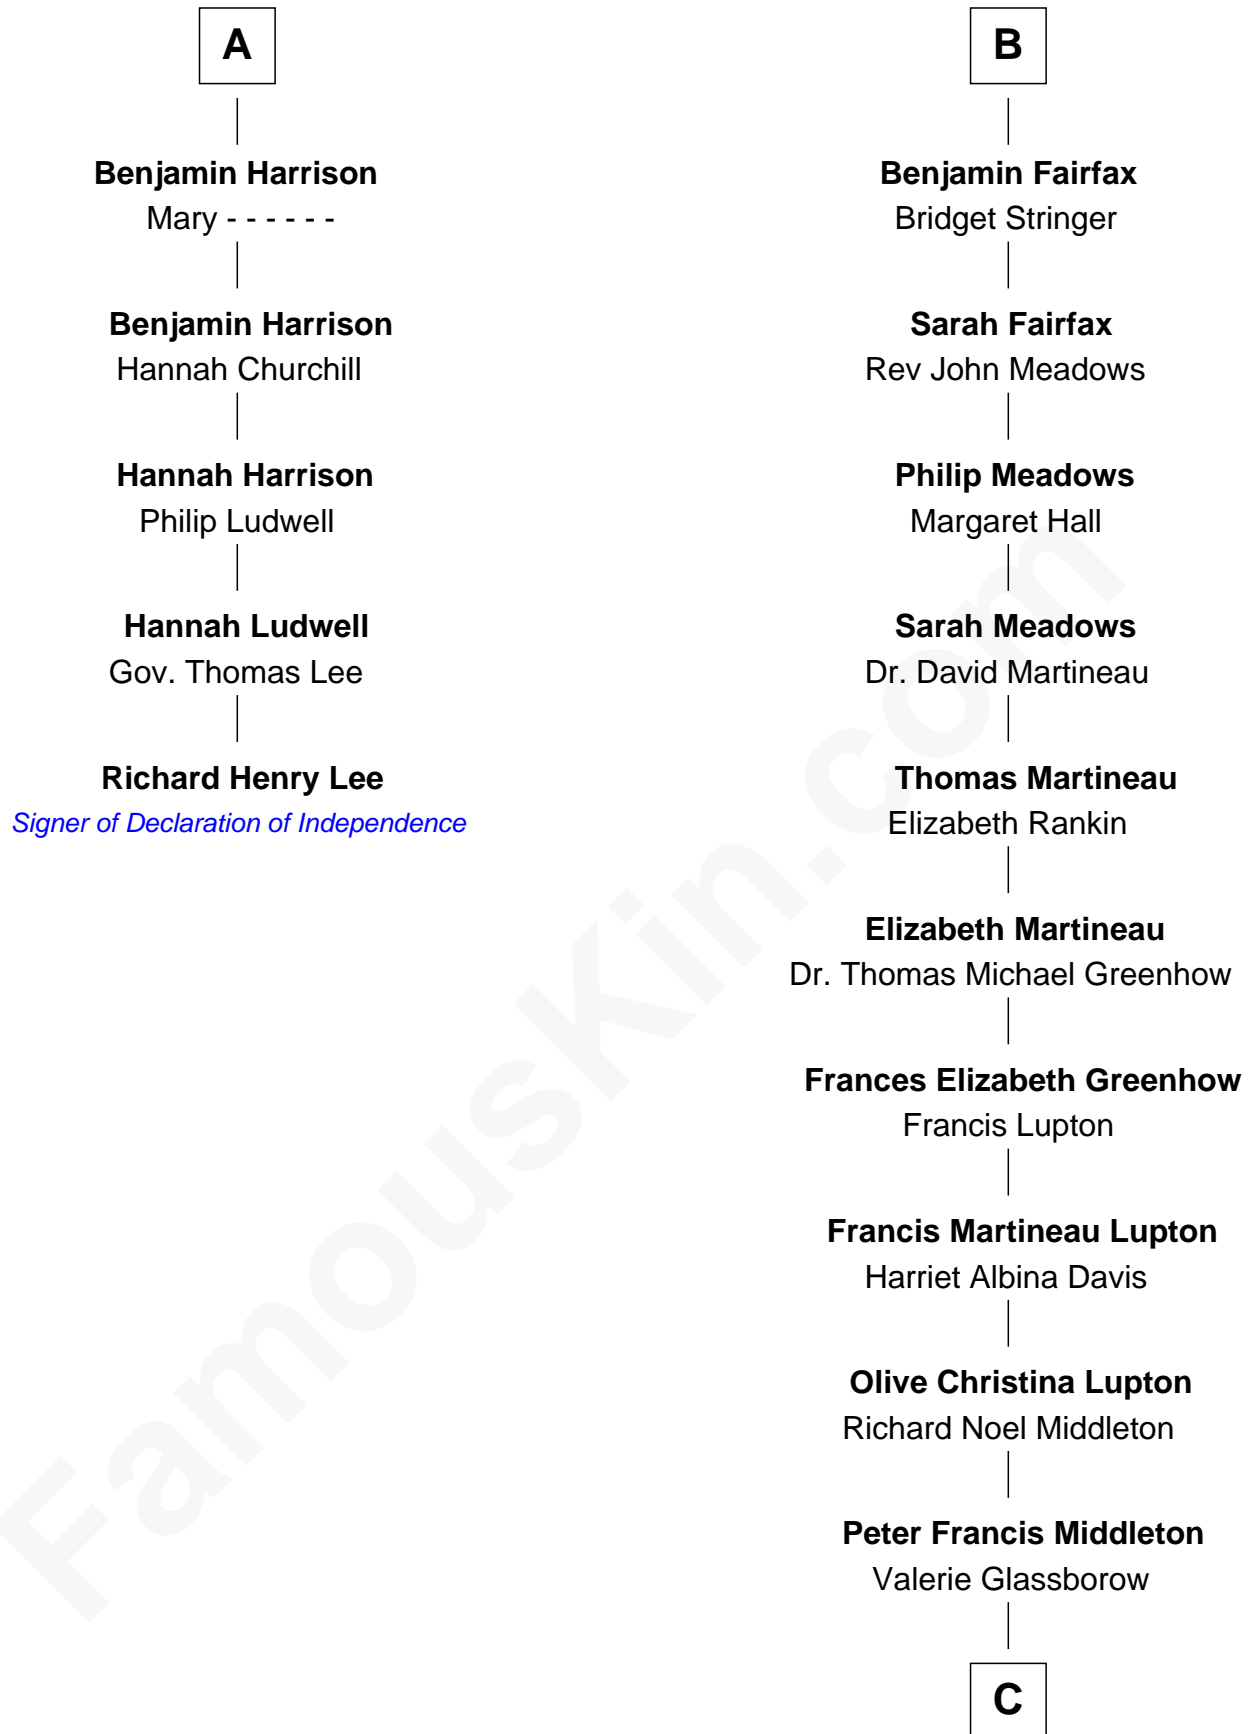 A
Benjamin Harrison
Mary - - - - - -
Benjamin Harrison
Hannah Churchill
Hannah Harrison
Philip Ludwell
Hannah Ludwell
Gov. Thomas Lee
Richard Henry Lee
Signer of Declaration of Independence
B
Benjamin Fairfax
Bridget Stringer
Sarah Fairfax
Rev John Meadows
Philip Meadows
Margaret Hall
Sarah Meadows
Dr. David Martineau
Thomas Martineau
Elizabeth Rankin
Elizabeth Martineau
Dr. Thomas Michael Greenhow
Frances Elizabeth Greenhow
Francis Lupton
Francis Martineau Lupton
Harriet Albina Davis
Olive Christina Lupton
Richard Noel Middleton
Peter Francis Middleton
Valerie Glassborow
C
FamousKin.com